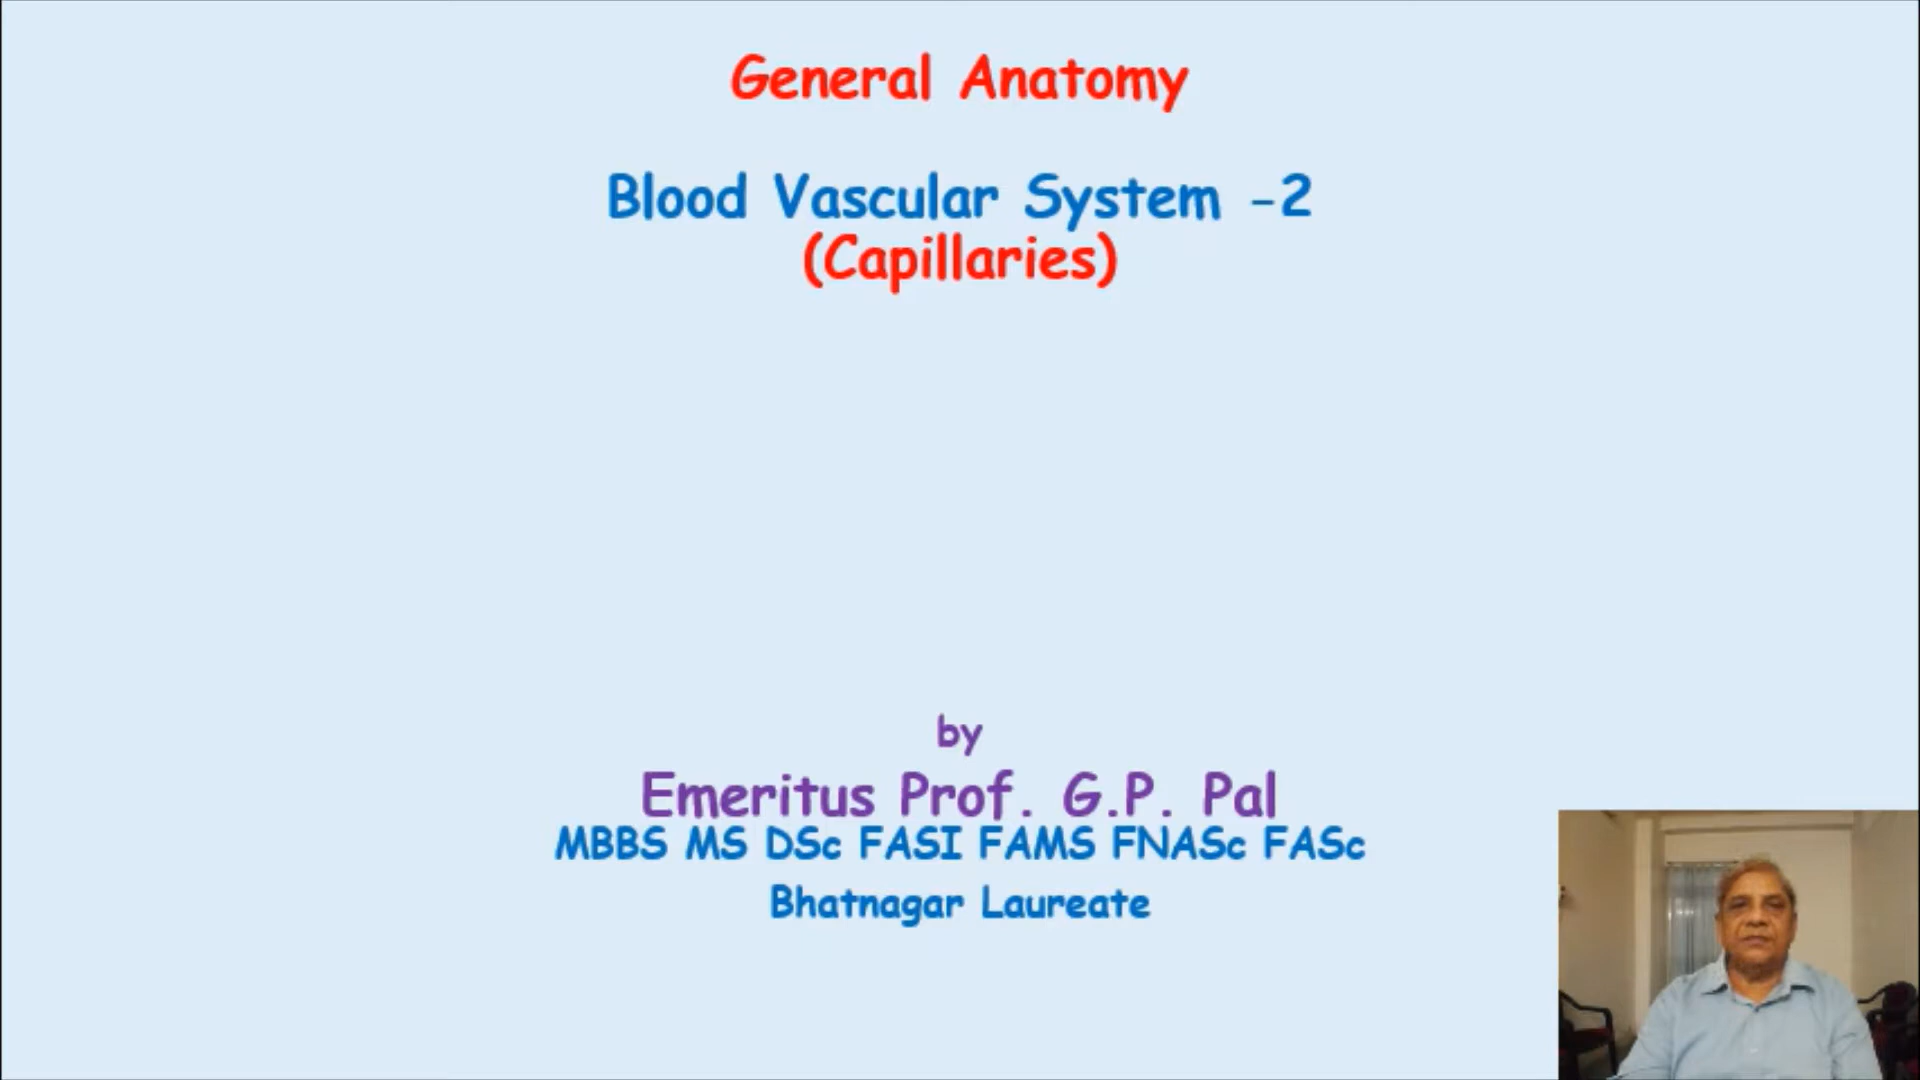 General Anatomy
Blood Vascular System -2
(Capillaries)
by
Emeritus Prof. G.P. Pal
MBBS MS DSc FASI FAMS FNASc FASc
Bhatnagar Laureate